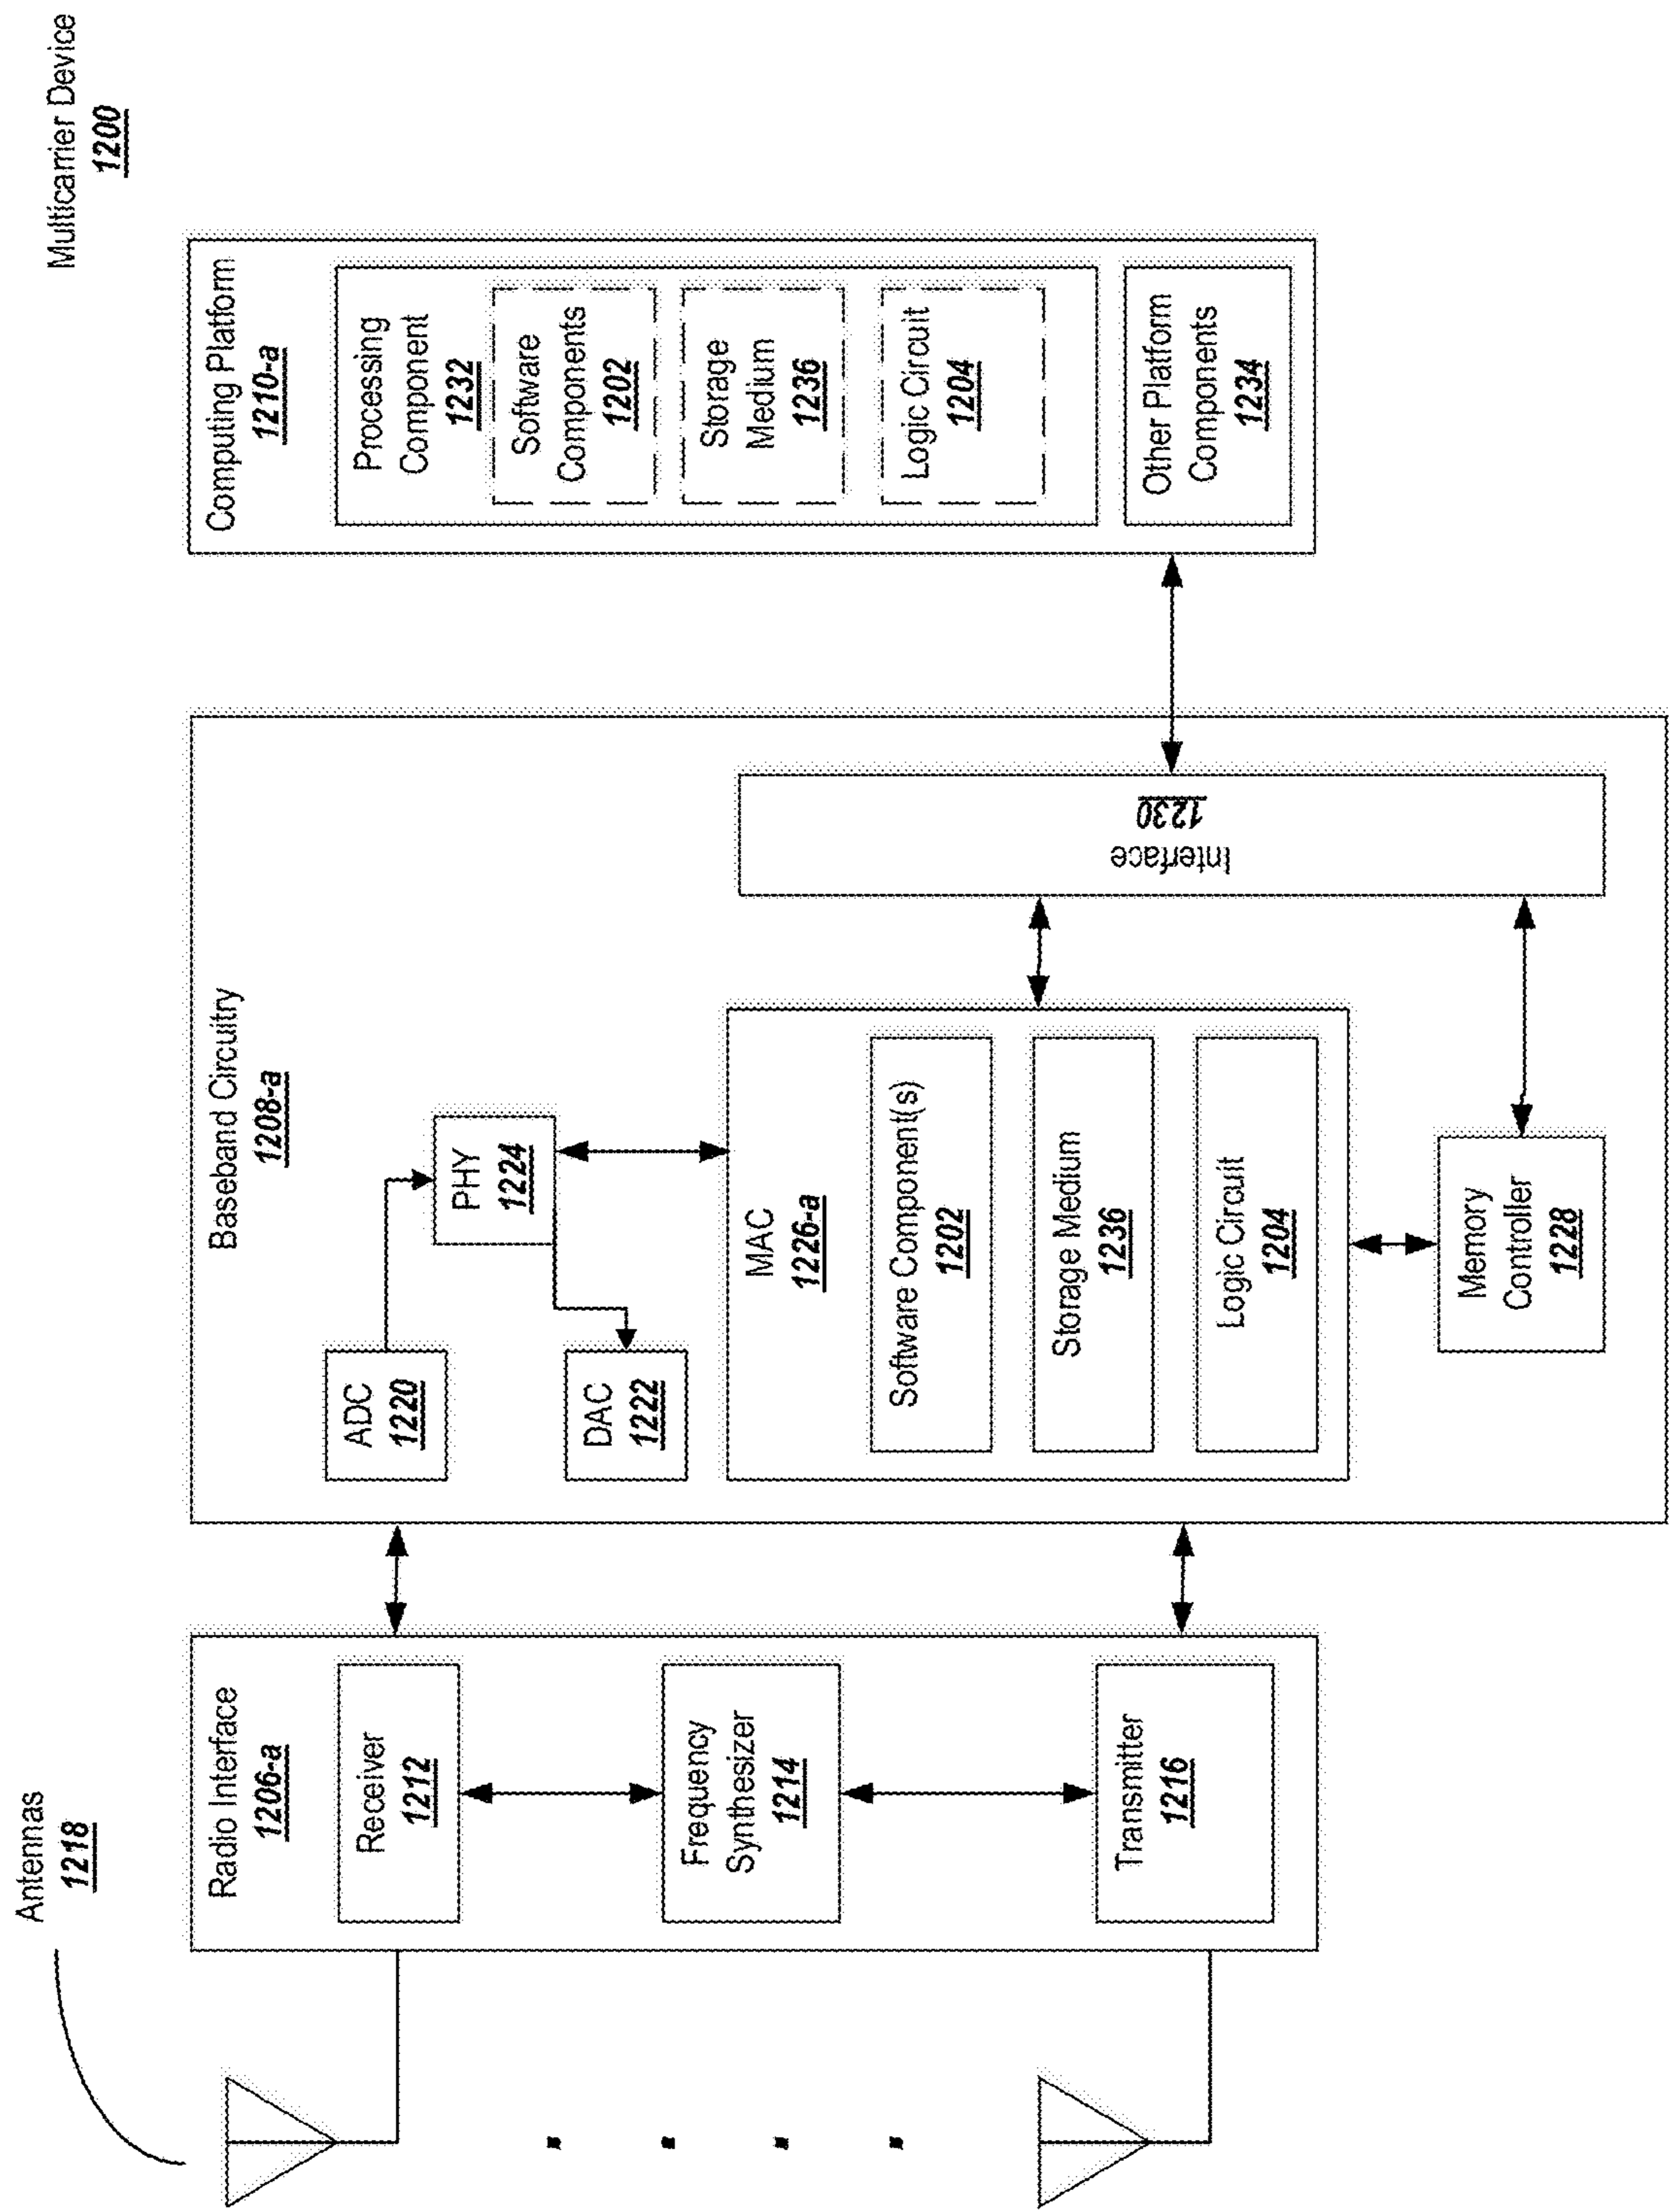 Multicarrier Device
1200
Antennas
1218
Radio Interface
1206-a
Receiver
1212
Frequency
Synthesizer
1214
Transmitter
1216
Baseband Circuitry
1208-a
ADC
1220
PHY
1224
DAC
1222
MAC
1226-a
Software Component(s)
1202
Storage Medium
1236
Logic Circuit
1204
Memory
Controller
1228
Interface
1230
Computing Platform
1210-a
Processing
Component
1232
Software
Components
1202
Storage
Medium
1236
Logic Circuit
1204
Other Platform
Components
1234